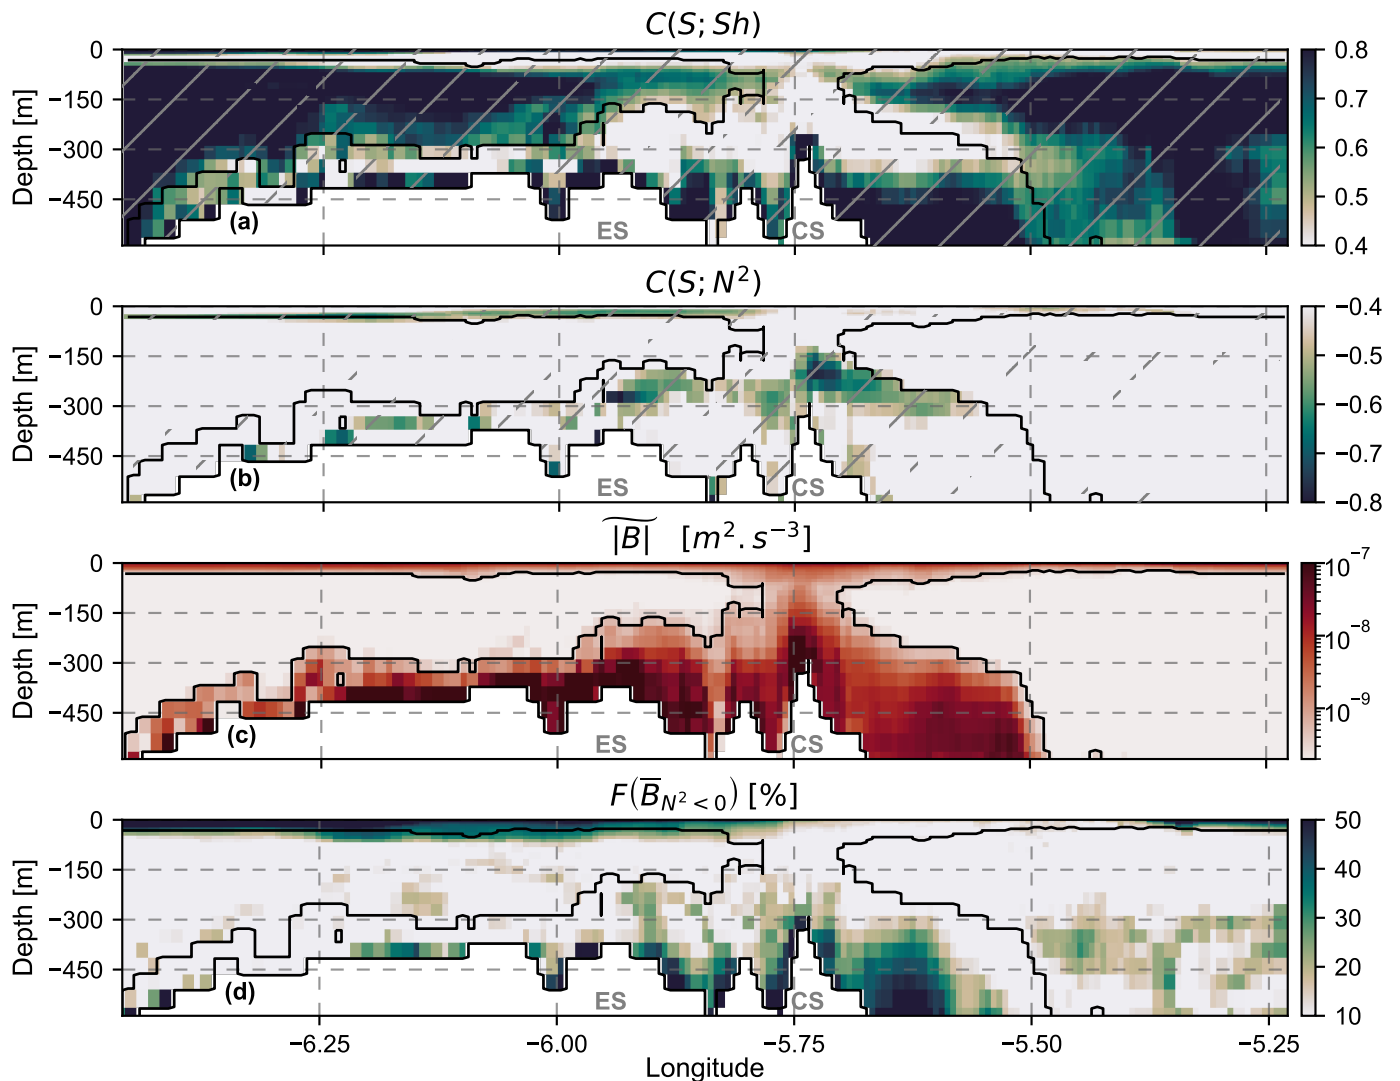 C(S; Sh)
0
−150
−300
−450
Depth [m]
(a)
ES
CS
0.8
0.7
0.6
0.5
0.4
C(S; N²)
0
−150
−300
−450
Depth [m]
(b)
ES
CS
−0.4
−0.5
−0.6
−0.7
−0.8
|B| [m². s⁻³]
0
−150
−300
−450
Depth [m]
(c)
ES
CS
10⁻⁷
10⁻⁸
10⁻⁹
F(B̅_{N² < 0}) [%]
0
−150
−300
−450
Depth [m]
(d)
ES
CS
50
40
30
20
10
−6.25
−6.00
−5.75
−5.50
−5.25
Longitude